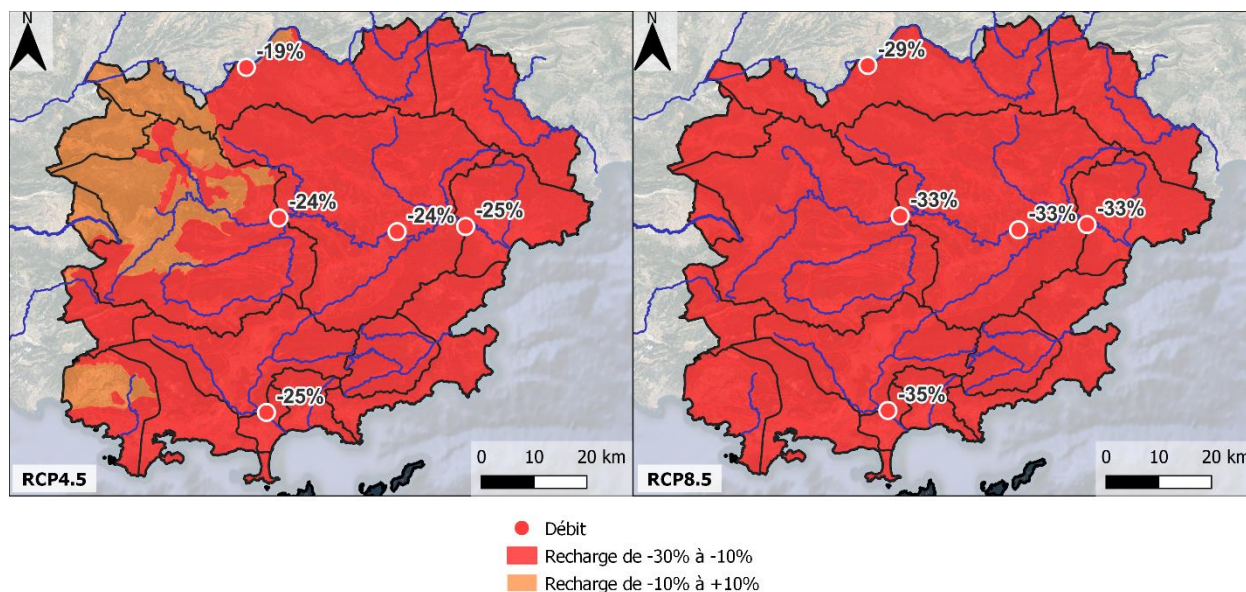 N
-19%
-24%
-24%
-25%
-25%
0 10 20 km
RCP4.5
N
-29%
-33%
-33%
-33%
-35%
0 10 20 km
RCP8.5
Débit
Recharge de -30% à -10%
Recharge de -10% à +10%